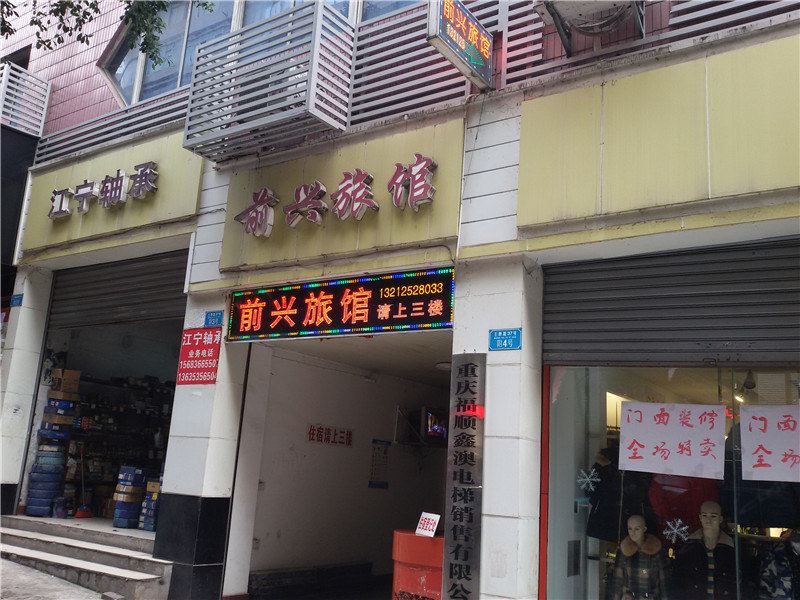 前兴旅馆
江宁轴承
前兴旅馆
前兴旅馆
13212528033
请上三楼
江宁轴承
业务电话
住宿请上三楼
附4号
重庆福顺鑫澳电梯销售有限公
门面装修
全场特卖
门面
全场